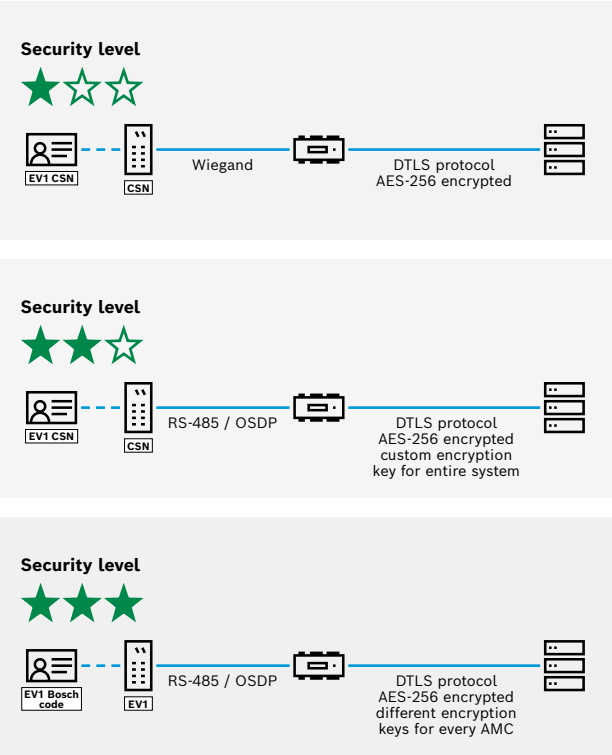 Security level
EV1 CSN
CSN
Wiegand
DTLS protocol
AES-256 encrypted
Security level
EV1 CSN
CSN
RS-485 / OSDP
DTLS protocol
AES-256 encrypted
custom encryption
key for entire system
Security level
EV1 Bosch
code
EV1
RS-485 / OSDP
DTLS protocol
AES-256 encrypted
different encryption
keys for every AMC